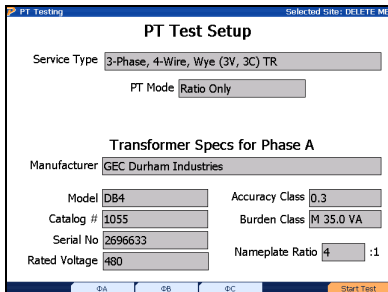 PT Testing Selected Site: DELETE ME
PT Test Setup
Service Type 3-Phase, 4-Wire, Wye (3V, 3C) TR
PT Mode Ratio Only
Transformer Specs for Phase A
Manufacturer GEC Durham Industries
Model DB4 Accuracy Class 0.3
Catalog # 1055 Burden Class M 35.0 VA
Serial No 2696633
Nameplate Ratio 4 :1
Rated Voltage 480
ΦA ΦB ΦC Start Test